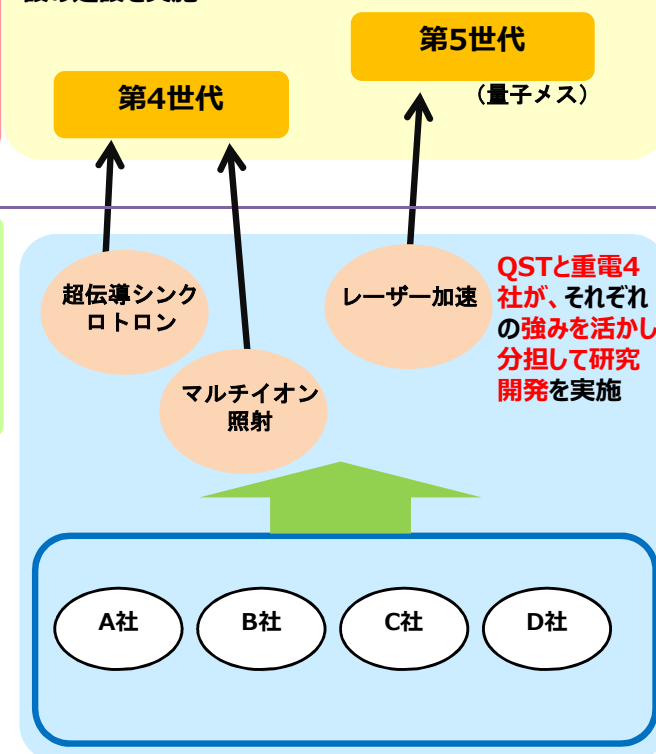 第5世代
第4世代
（量子メス）
超伝導シンク
ロトロン
レーザー加速
QSTと重電4
社が、それぞれ
の強みを活かし
分担して研究
開発を実施
マルチイオン
照射
A社
B社
C社
D社